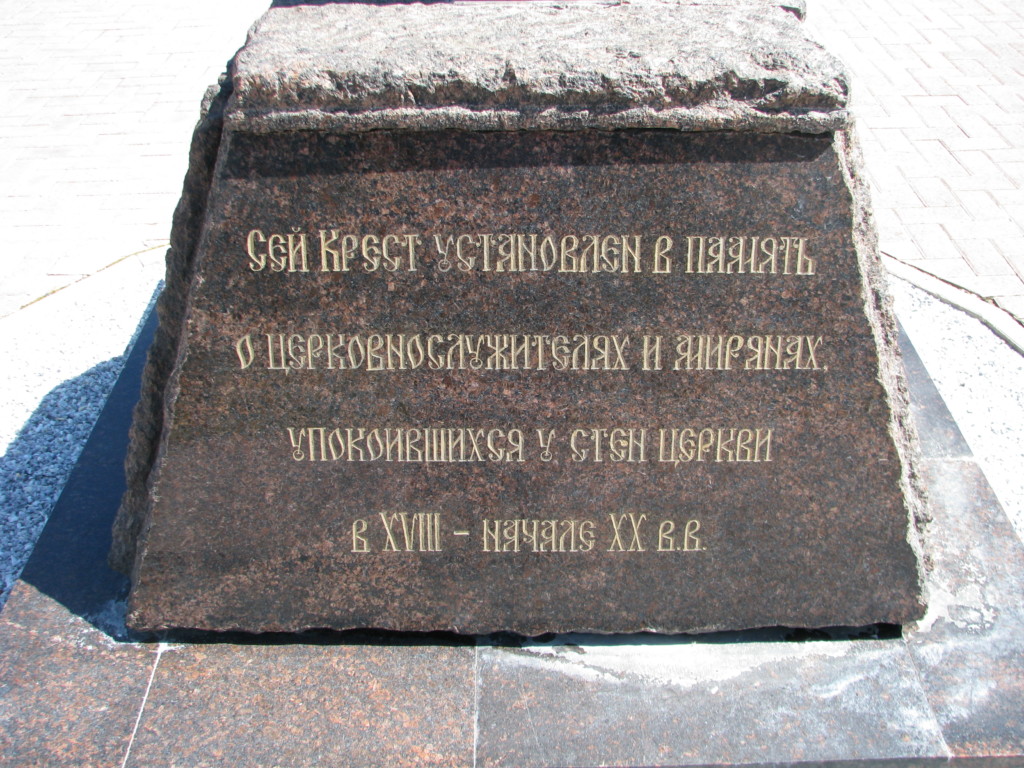 Сей Крест установлен в память
о церковнослужителях и мирянах,
упокоившихся у стен церкви
в XVIII – начале XX в.в.